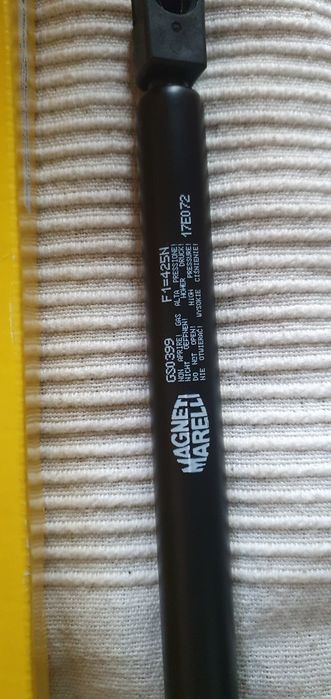 MAGNETI
MARELLI
GS0399 F1=425N
NON APRIRE! GAS ALTA PRESSIONE!
NICHT OEFFNEN! HOHER DRUCK!
DO NOT OPEN! HIGH PRESSURE!
NIE OTWIERAĆ! WYSOKIE CIŚNIENIE!
17E072